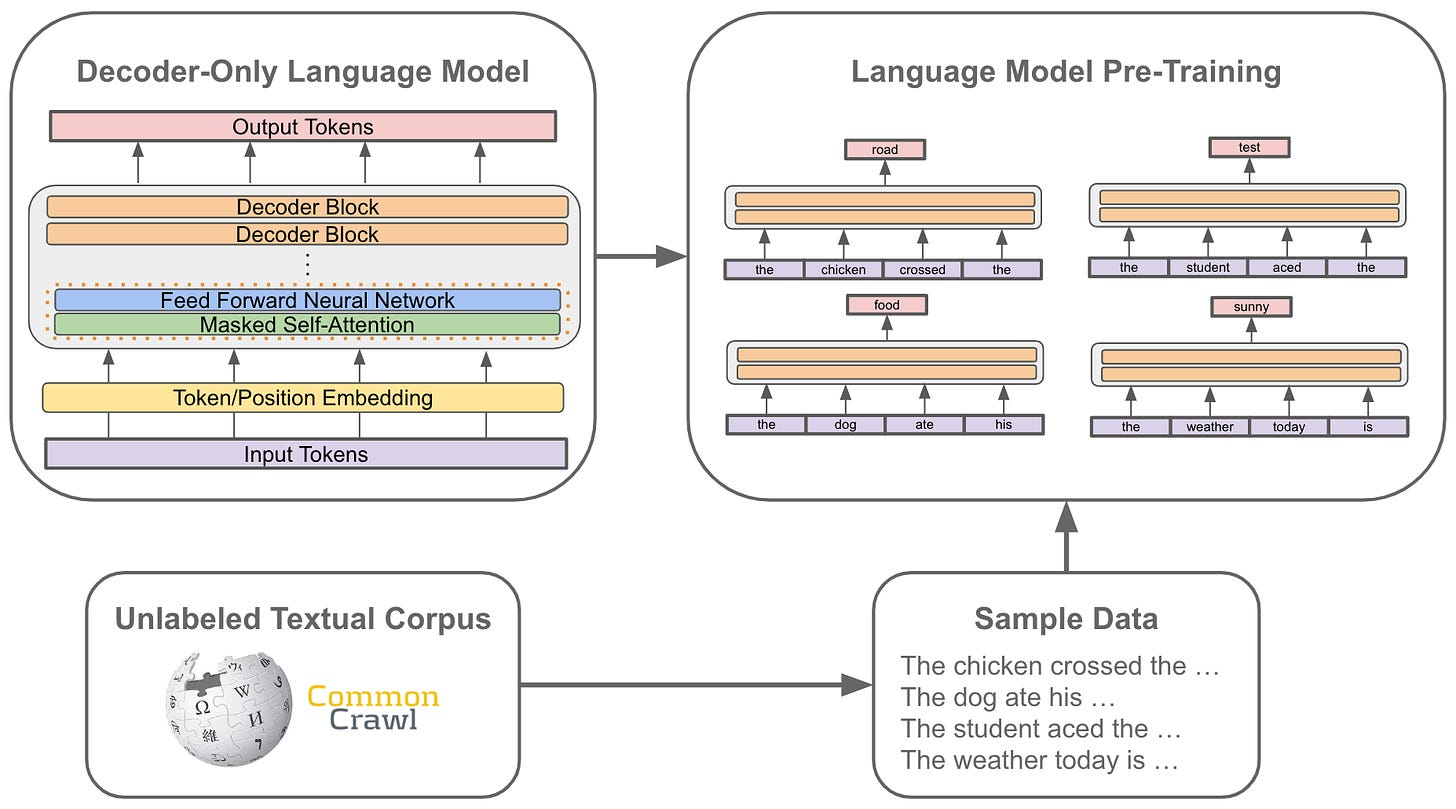 Decoder-Only Language Model
Output Tokens
Decoder Block
Decoder Block
Feed Forward Neural Network
Masked Self-Attention
Token/Position Embedding
Input Tokens
Language Model Pre-Training
road
the chicken crossed the
test
the student aced the
food
the dog ate his
sunny
the weather today is
Unlabeled Textual Corpus
Ω W И 維
Common
Crawl
Sample Data
The chicken crossed the …
The dog ate his …
The student aced the …
The weather today is …